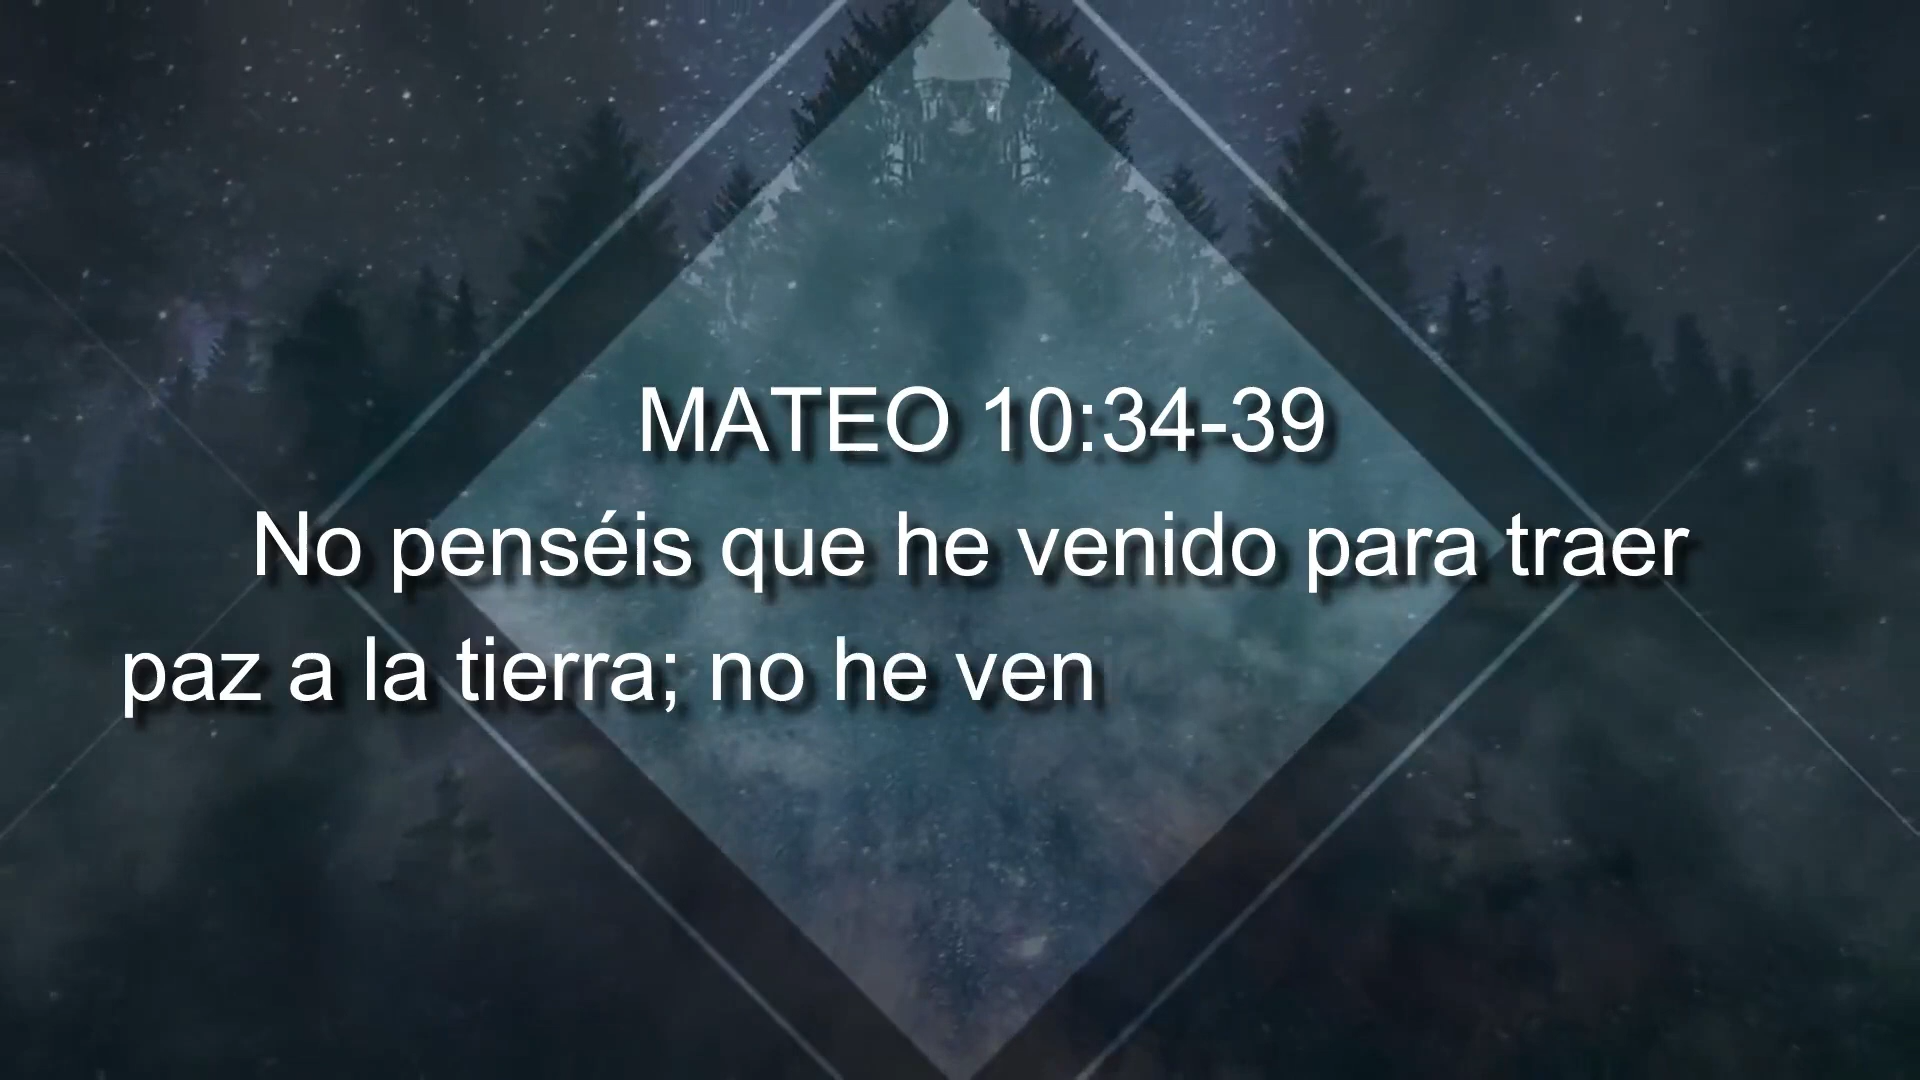 MATEO 10:34-39
No penséis que he venido para traer
paz a la tierra; no he ven